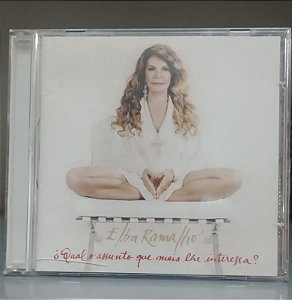 Elba Ramalho
¿Qual o assunto que mais lhe interessa?